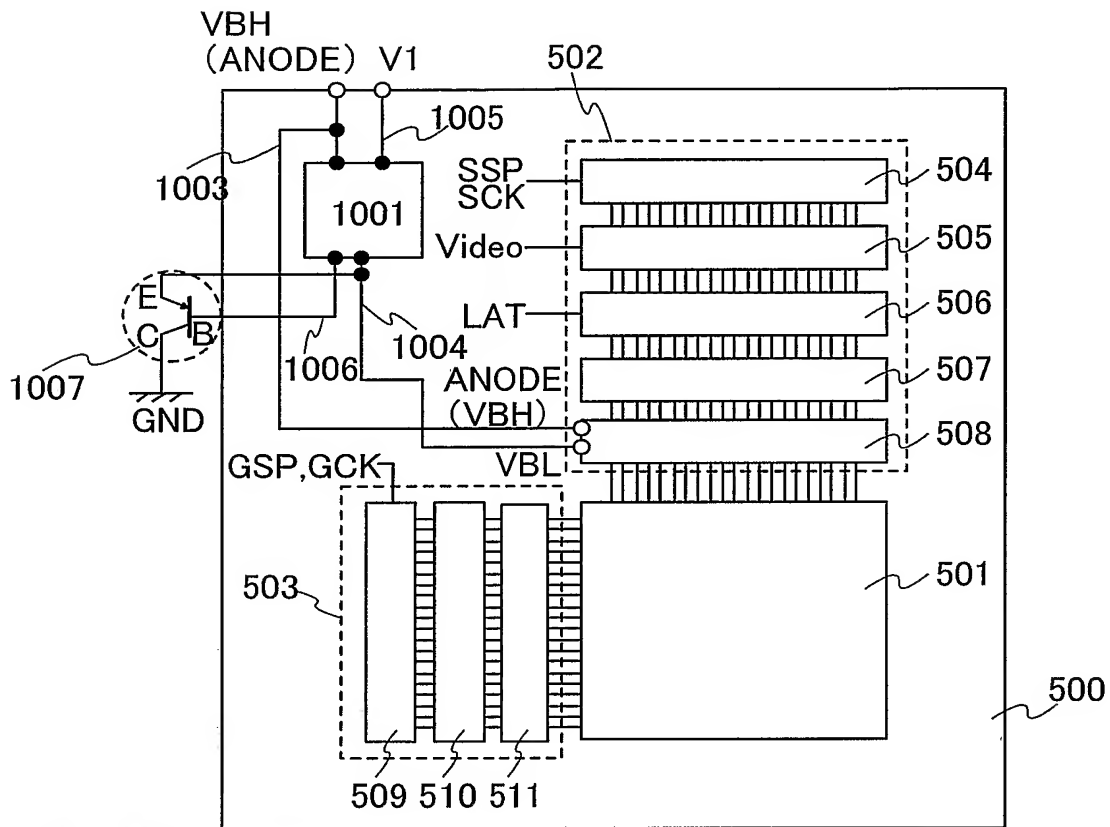 VBH
(ANODE) V1
502
1005
1003
SSP
SCK
504
1001
Video
505
E
C
B
LAT
506
1004
1006
1007
GND
ANODE
(VBH)
507
508
VBL
GSP,GCK
503
501
500
509 510 511